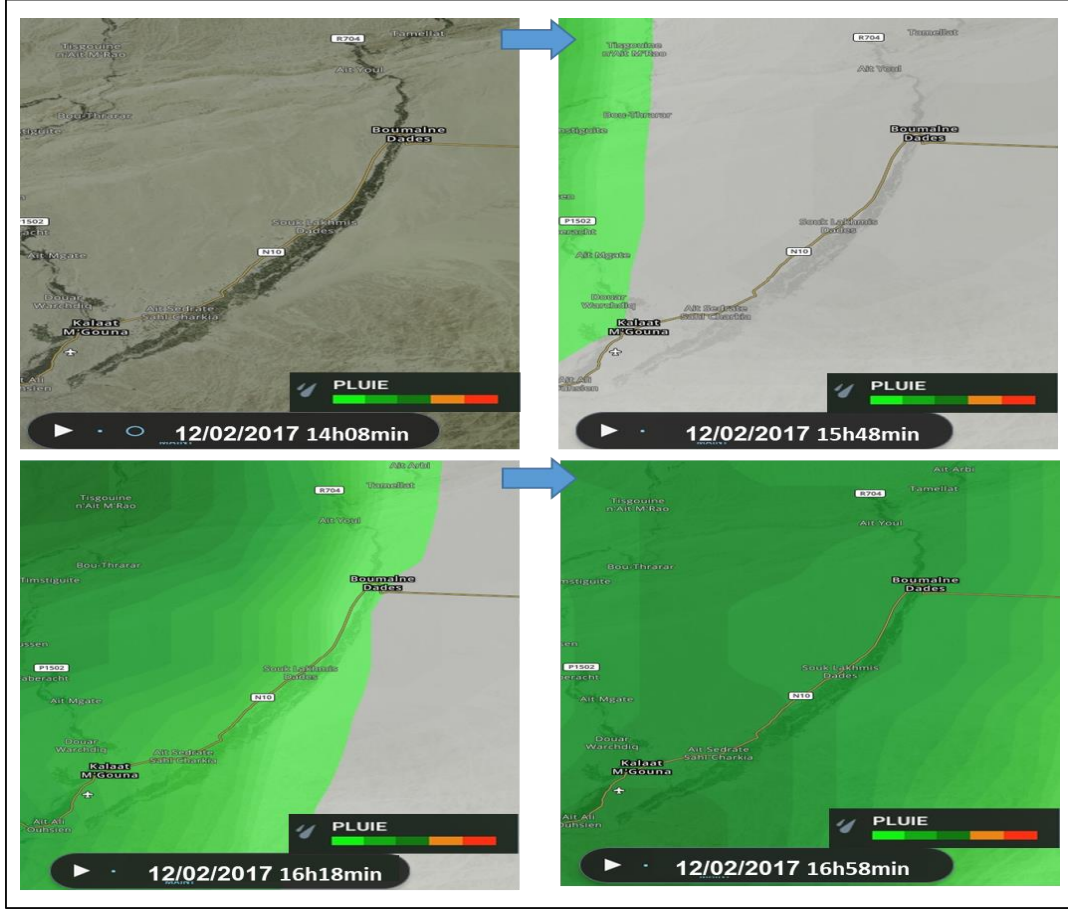 R704
Tamellat
Tisgouine
n'Ait M'Rao
Ait Youl
Bou-Thrarar
Boumalne
Dades
P1502
Souk Lakhmis
Dades
N10
Ait Mgate
Douar
Warchdiq
Ait Sedrate
Sahl Charkia
Kalaat
M'Gouna
PLUIE
12/02/2017 14h08min
R704
Tamellat
Tisgouine
n'Ait M'Rao
Ait Youl
Bou-Thrarar
Boumalne
Dades
P1502
Souk Lakhmis
Dades
N10
Ait Mgate
Douar
Warchdiq
Ait Sedrate
Sahl Charkia
Kalaat
M'Gouna
PLUIE
12/02/2017 15h48min
Ait Arbi
R704
Tamellat
Tisgouine
n'Ait M'Rao
Ait Youl
Bou-Thrarar
Timstiguite
Boumalne
Dades
P1502
Souk Lakhmis
Dades
N10
Ait Mgate
Douar
Warchdiq
Ait Sedrate
Sahl Charkia
Kalaat
M'Gouna
Ait Ali
Ouhsien
PLUIE
12/02/2017 16h18min
Ait Arbi
R704
Tamellat
Tisgouine
n'Ait M'Rao
Ait Youl
Bou-Thrarar
Boumalne
Dades
P1502
Souk Lakhmis
Dades
N10
Ait Mgate
Douar
Warchdiq
Ait Sedrate
Sahl Charkia
Kalaat
M'Gouna
Ait Ali
Ouhsien
PLUIE
12/02/2017 16h58min